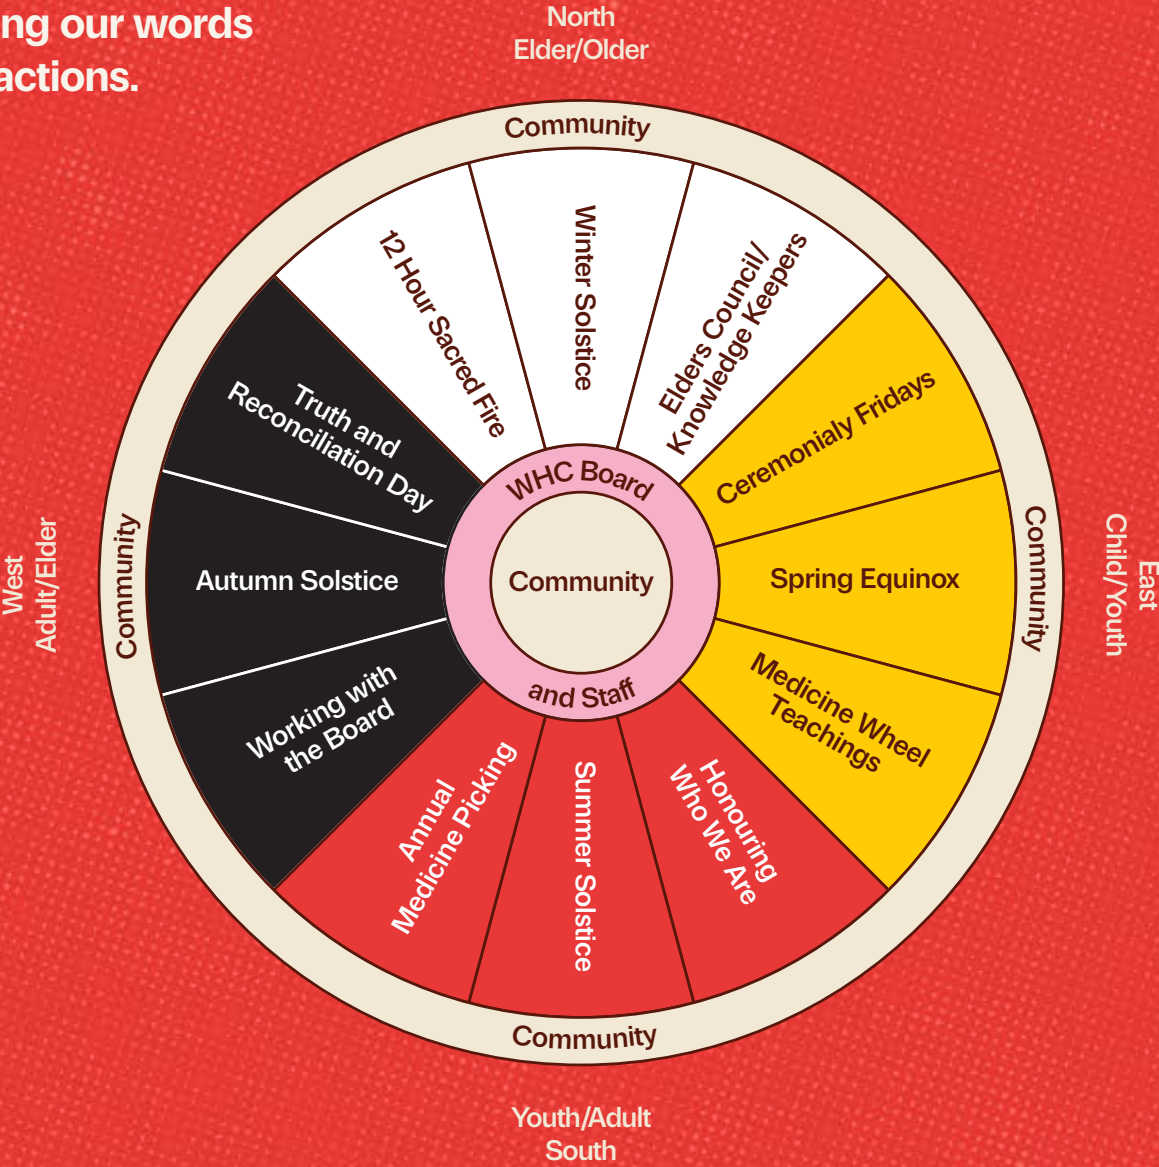 ng our words
actions.
North
Elder/Older
Community
12 Hour Sacred Fire
Winter Solstice
Elders Council/
Knowledge Keepers
Truth and
Reconciliation Day
Ceremonialy Fridays
WHC Board
Community
West
Adult/Elder
Community
Autumn Solstice
Spring Equinox
Community
East
Child/Youth
and Staff
Working with
the Board
Medicine Wheel
Teachings
Annual
Medicine Picking
Summer Solstice
Honouring
Who We Are
Community
Youth/Adult
South